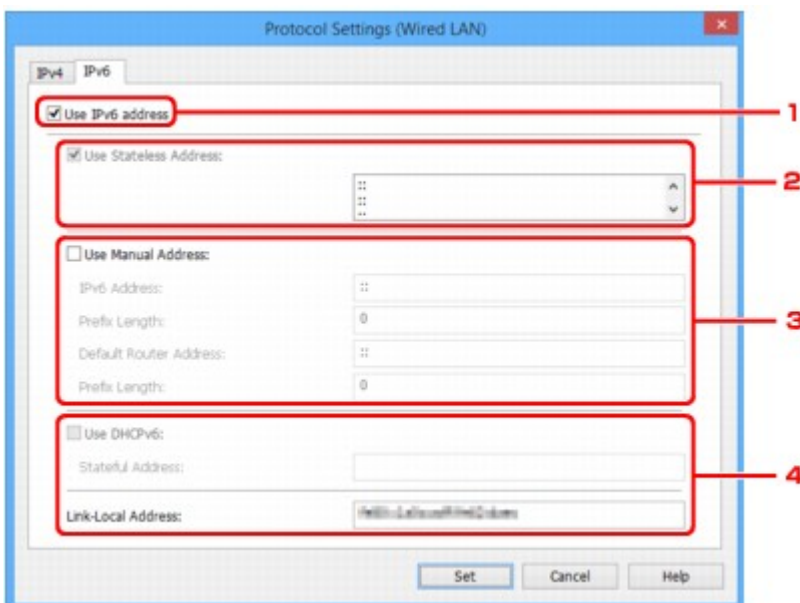 Protocol Settings (Wired LAN)
IPv4 IPv6
Use IPv6 address 1
Use Stateless Address:
::
::
::
2
Use Manual Address:
IPv6 Address: ::
Prefix Length: 0
3
Default Router Address: ::
Prefix Length: 0
Use DHCPv6:
Stateful Address:
4
Link-Local Address:
Set Cancel Help